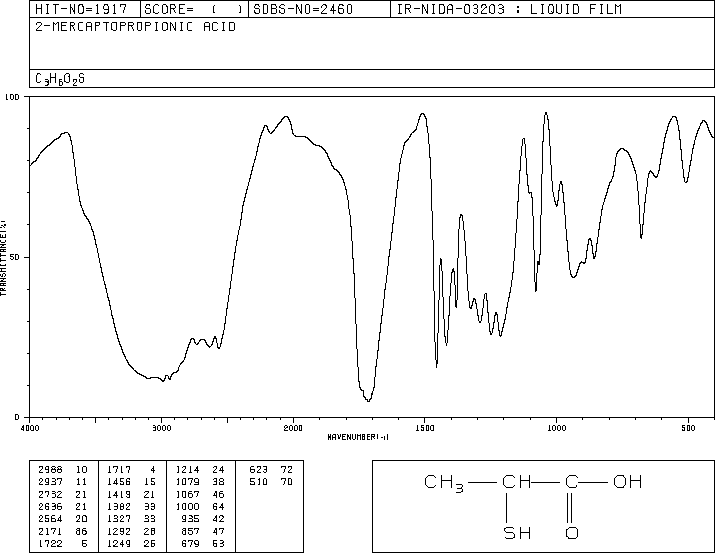 HIT-NO=1917 SCORE= ( ) SDBS-NO=2460 IR-NIDA-03203 : LIQUID FILM
2-MERCAPTOPROPIONIC ACID
C3H6O2S
100
50
0
TRANSMITTANCE(%)
4000 3000 2000 1500 1000 500
WAVENUMBER(-1)
2988 10 1717 4 1214 24 623 72
2937 11 1456 15 1079 38 510 70
2732 21 1419 21 1067 46
2636 21 1382 33 1000 64
2564 20 1327 33 935 42
2171 86 1292 28 857 47
1722 5 1249 26 679 53
CH3 CH C OH
SH O